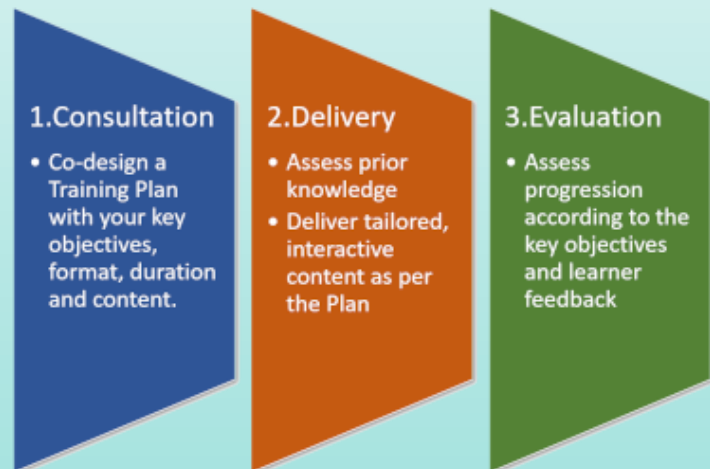 1.Consultation
• Co-design a
Training Plan
with your key
objectives,
format, duration
and content.
2.Delivery
• Assess prior
knowledge
• Deliver tailored,
interactive
content as per
the Plan
3.Evaluation
• Assess
progression
according to the
key objectives
and learner
feedback